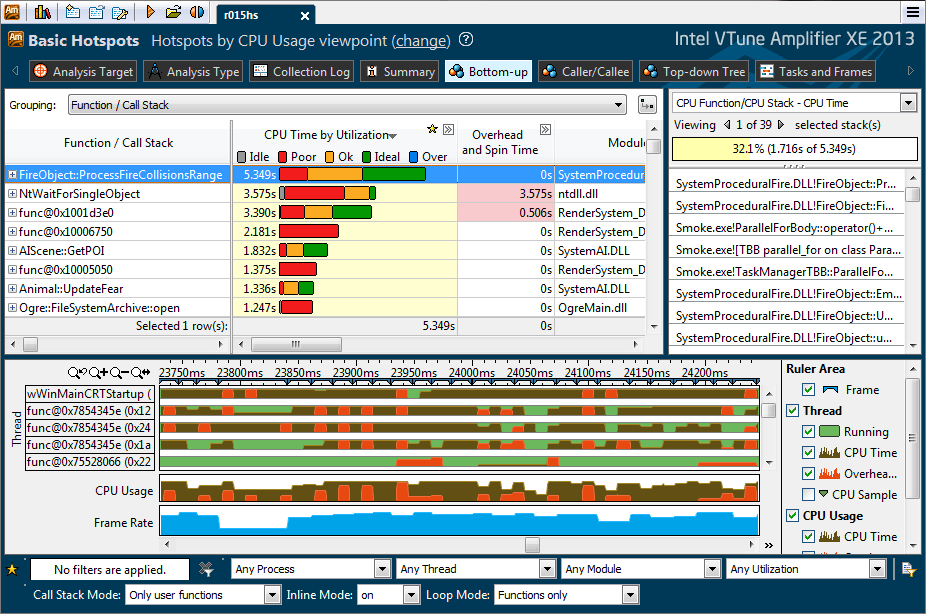 r015hs
Basic Hotspots Hotspots by CPU Usage viewpoint (change) ?
Intel VTune Amplifier XE 2013
Analysis Target Analysis Type Collection Log Summary Bottom-up Caller/Callee Top-down Tree Tasks and Frames
Grouping: Function / Call Stack
Function / Call Stack
CPU Time by Utilization
Idle Poor Ok Ideal Over
Overhead and Spin Time
Module
FireObject::ProcessFireCollisionsRange 5.349s 0s SystemProcedur
NtWaitForSingleObject 3.575s 3.575s ntdll.dll
func@0x1001d3e0 3.390s 0.506s RenderSystem_D
func@0x10006750 2.181s 0s RenderSystem_D
AIScene::GetPOI 1.832s 0s SystemAI.DLL
func@0x10005050 1.375s 0s RenderSystem_D
Animal::UpdateFear 1.336s 0s SystemAI.DLL
Ogre::FileSystemArchive::open 1.247s 0s OgreMain.dll
Selected 1 row(s): 5.349s 0s
CPU Function/CPU Stack - CPU Time
Viewing 1 of 39 selected stack(s)
32.1% (1.716s of 5.349s)
SystemProceduralFire.DLL!FireObject::Pr...
SystemProceduralFire.DLL!FireObject::Fi...
Smoke.exe!ParallelForBody::operator()+...
Smoke.exe![TBB parallel_for on class Para...
Smoke.exe!TaskManagerTBB::ParallelFo...
SystemProceduralFire.DLL!FireObject::Em...
SystemProceduralFire.DLL!FireObject::U...
SystemProceduralFire.DLL!FireObject::u...
23750ms 23800ms 23850ms 23900ms 23950ms 24000ms 24050ms 24100ms 24150ms 24200ms
Thread
wWinMainCRTStartup (
func@0x7854345e (0x12
func@0x7854345e (0x24
func@0x7854345e (0x1a
func@0x75528066 (0x22
CPU Usage
Frame Rate
Ruler Area
Frame
Thread
Running
CPU Time
Overhea...
CPU Sample
CPU Usage
CPU Time
No filters are applied. Any Process Any Thread Any Module Any Utilization
Call Stack Mode: Only user functions Inline Mode: on Loop Mode: Functions only